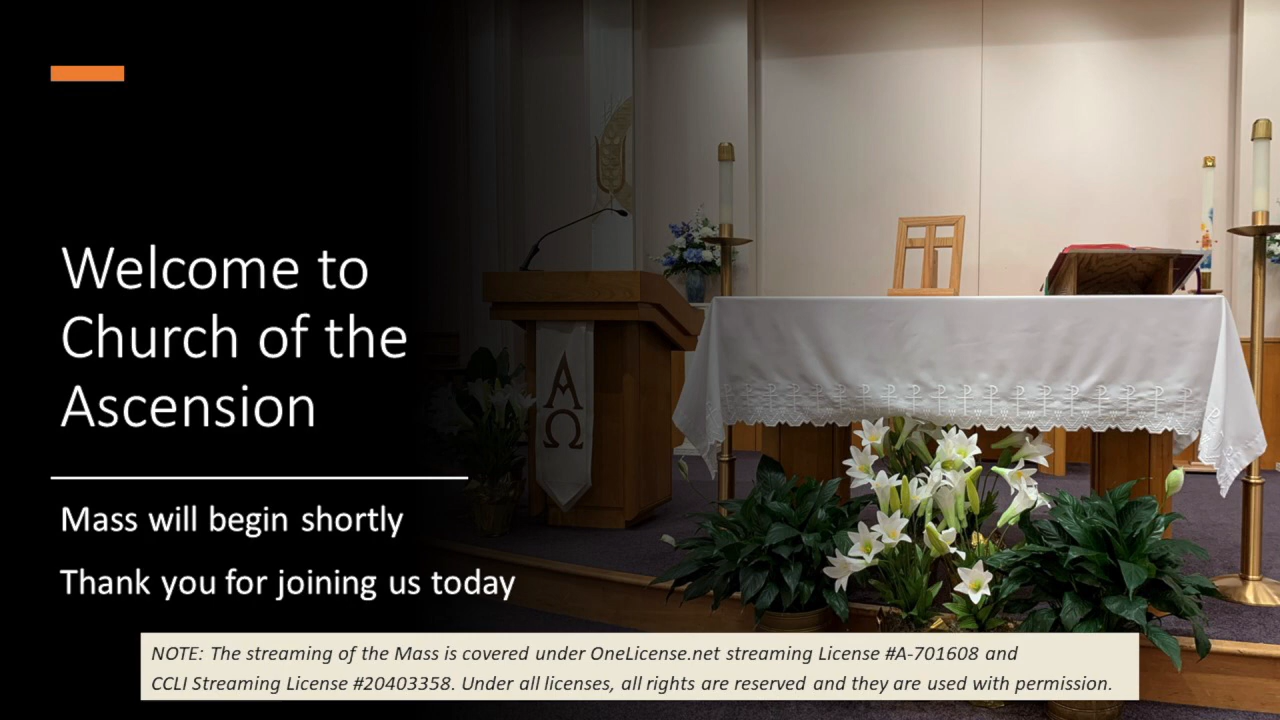 Welcome to
Church of the
Ascension
Mass will begin shortly
Thank you for joining us today
NOTE: The streaming of the Mass is covered under OneLicense.net streaming License #A-701608 and
CCLI Streaming License #20403358. Under all licenses, all rights are reserved and they are used with permission.
ΑΩ